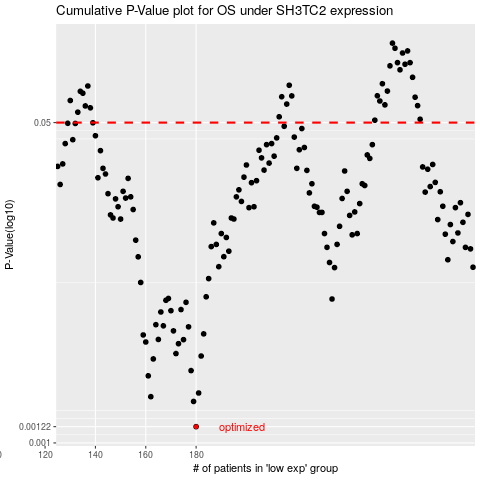 Cumulative P-Value plot for OS under SH3TC2 expression
P-Value(log10)
0.05
0.00122
0.001
optimized
0
120
140
160
180
# of patients in 'low exp' group